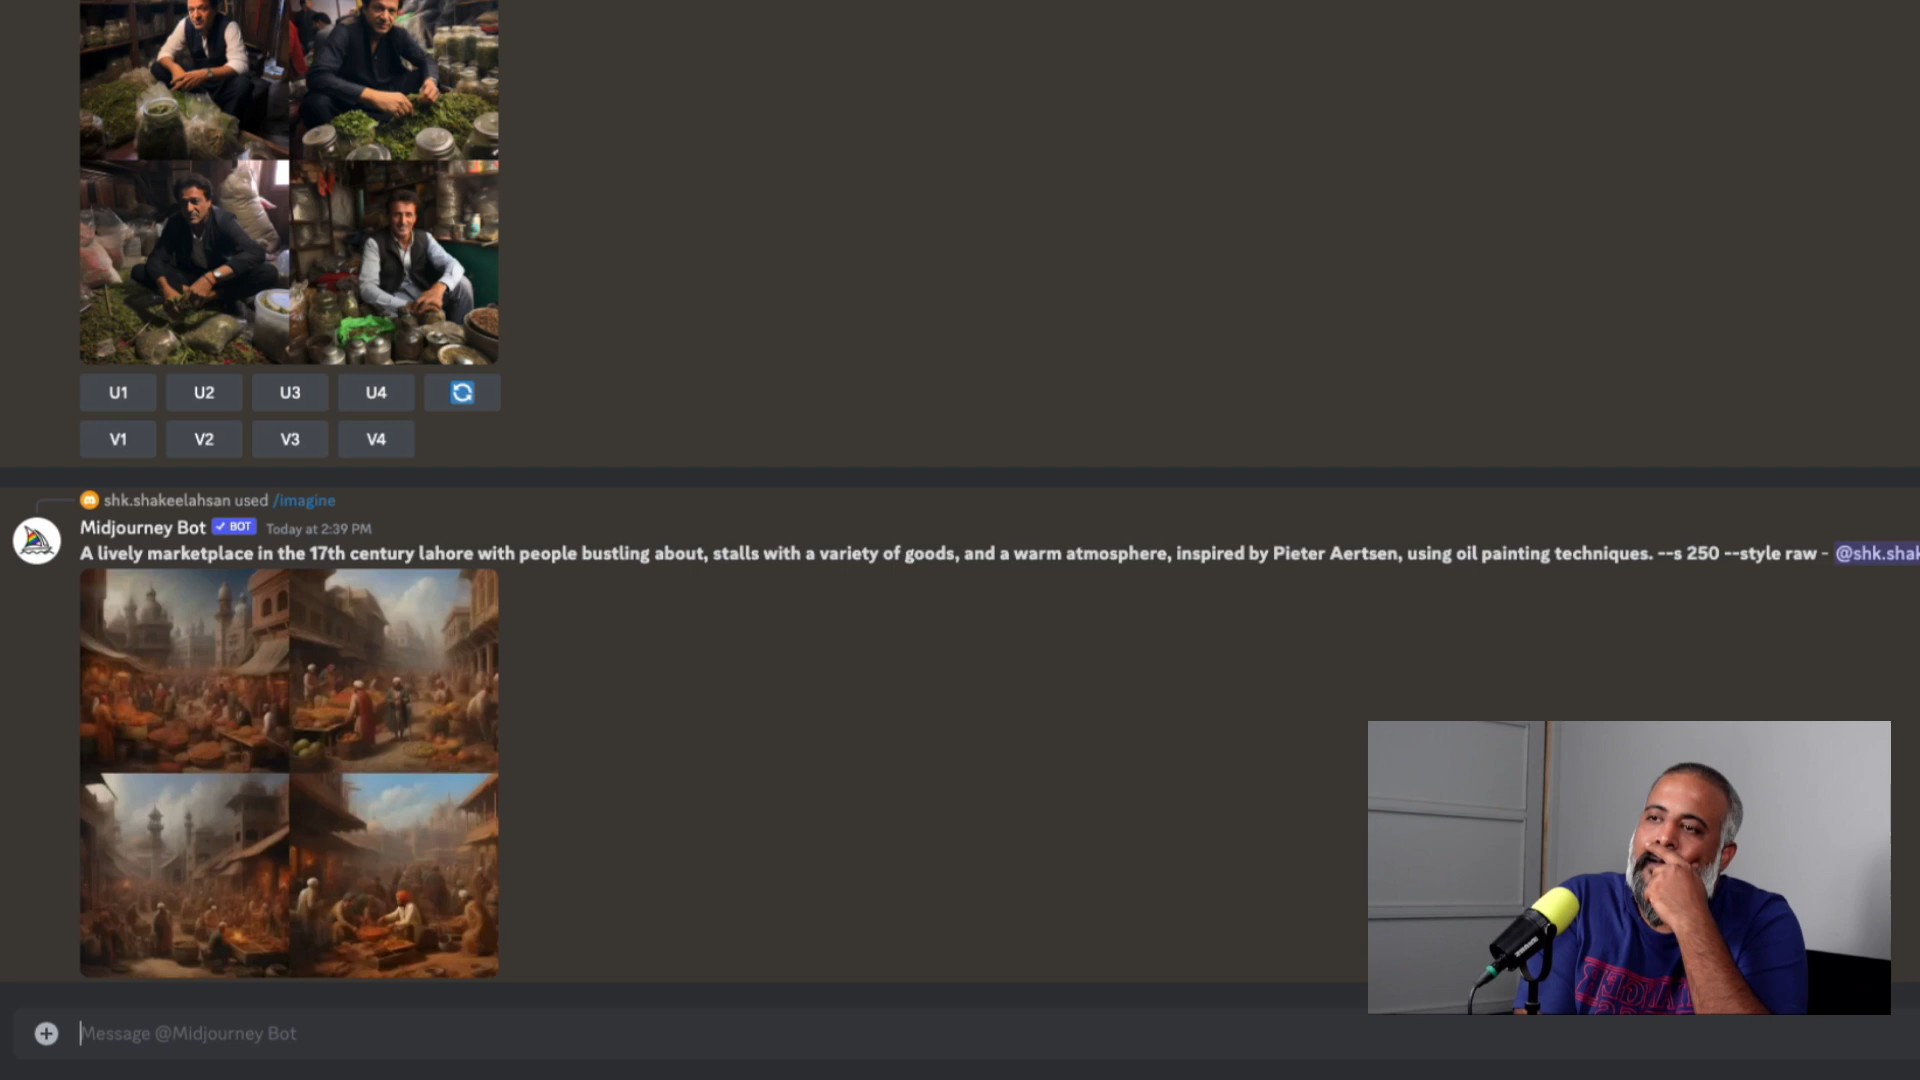 U1 U2 U3 U4
V1 V2 V3 V4
shk.shakeelahsan used /imagine
Midjourney Bot ✓ BOT Today at 2:39 PM
A lively marketplace in the 17th century lahore with people bustling about, stalls with a variety of goods, and a warm atmosphere, inspired by Pieter Aertsen, using oil painting techniques. --s 250 --style raw - @shk.shak
Message @Midjourney Bot